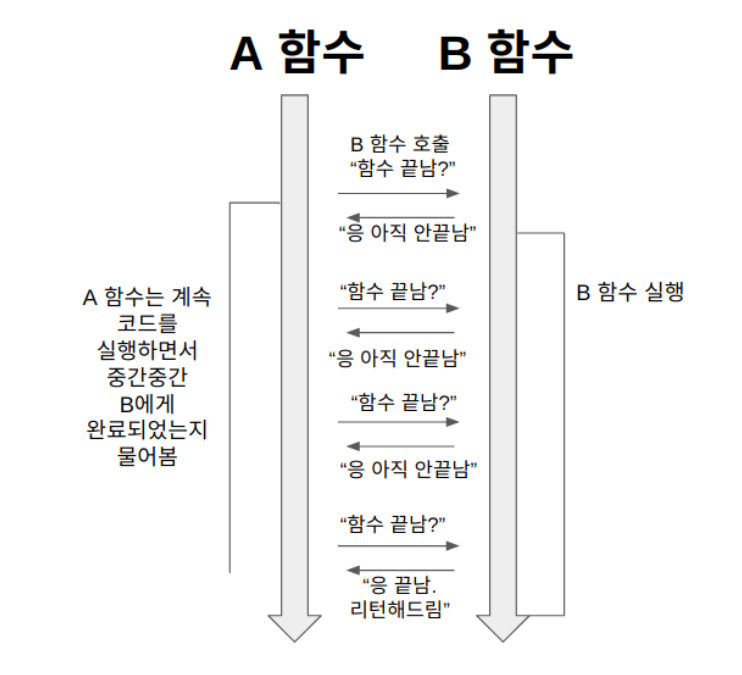 A 함수 B 함수
B 함수 호출
“함수 끝남?”
“응 아직 안끝남”
“함수 끝남?”
“응 아직 안끝남”
“함수 끝남?”
“응 아직 안끝남”
“함수 끝남?”
“응 끝남.
리턴해드림”
A 함수는 계속
코드를
실행하면서
중간중간
B에게
완료되었는지
물어봄
B 함수 실행